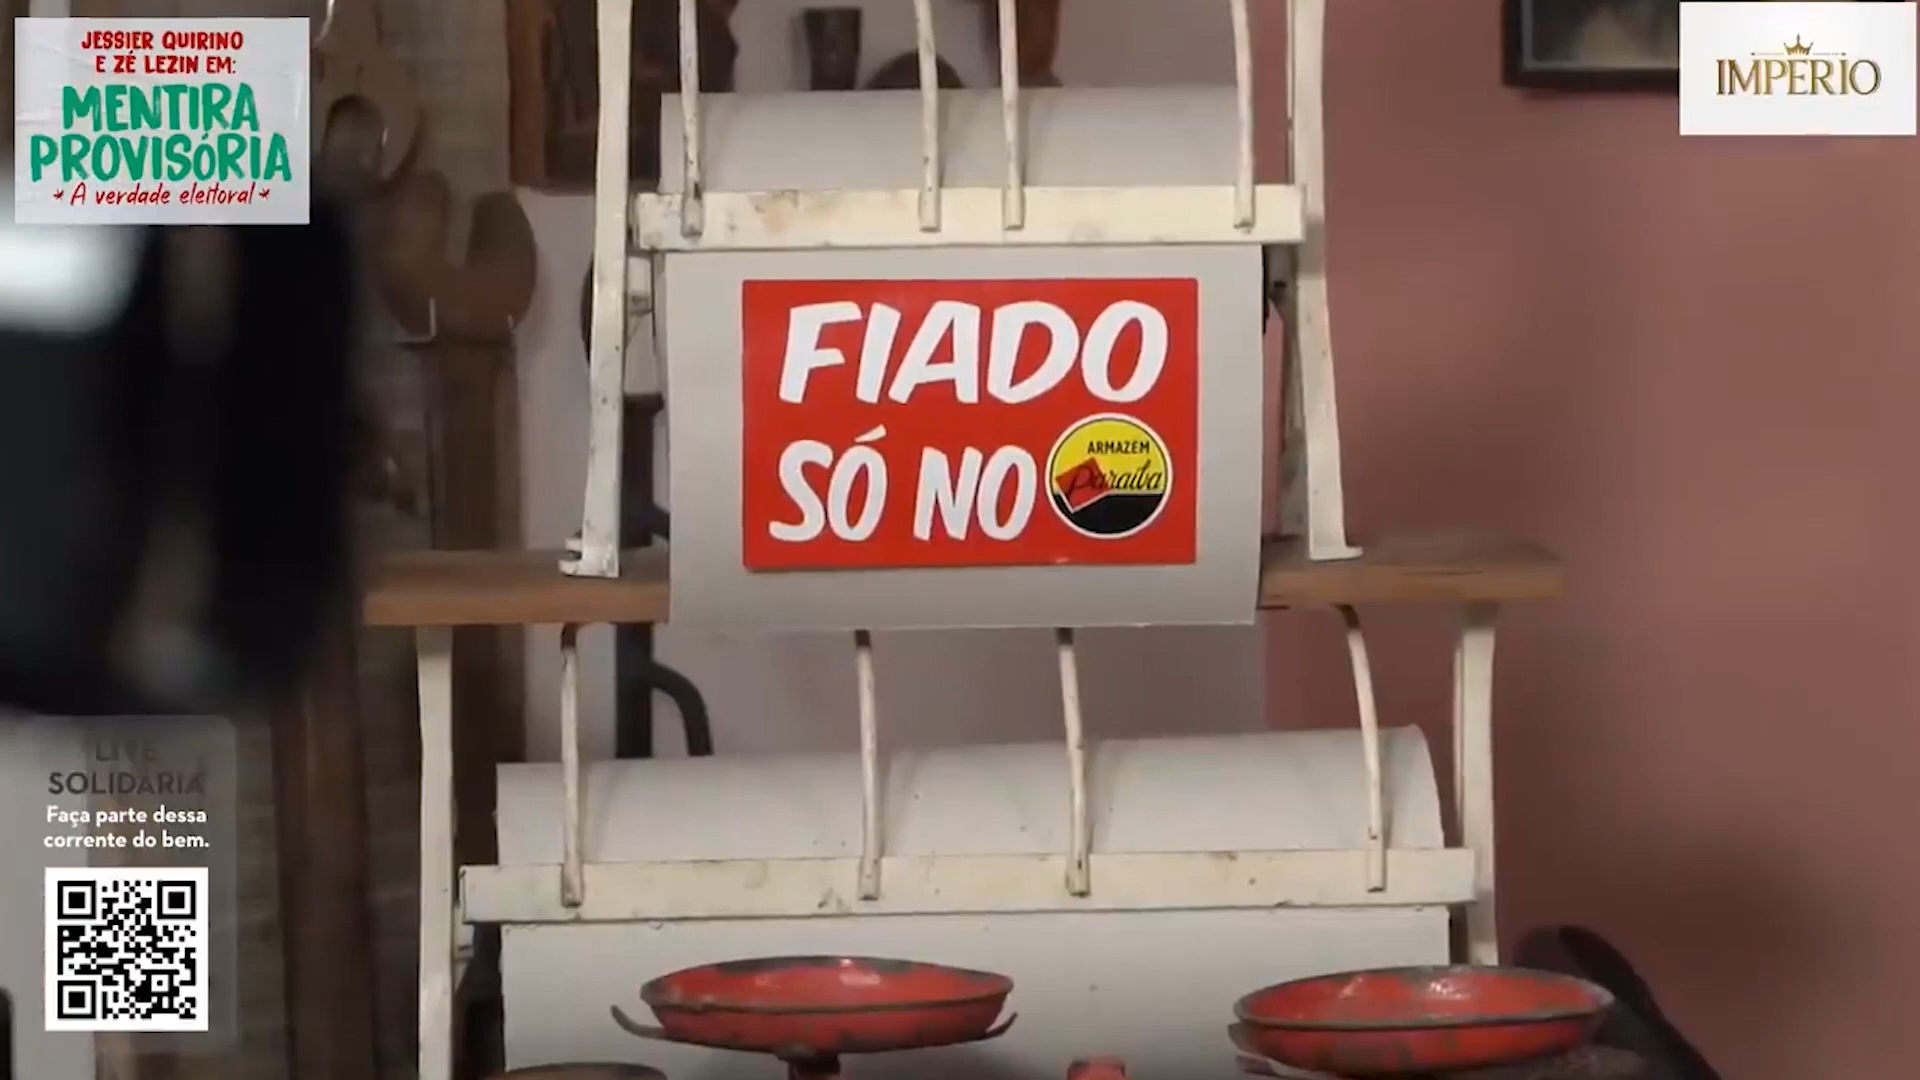 JESSIER QUIRINO
E ZÉ LEZIN EM:
MENTIRA
PROVISÓRIA
* A verdade eleitoral *
IMPÉRIO
FIADO
SÓ NO
ARMAZÉM
Paraíba
LIVE
SOLIDÁRIA
Faça parte dessa
corrente do bem.